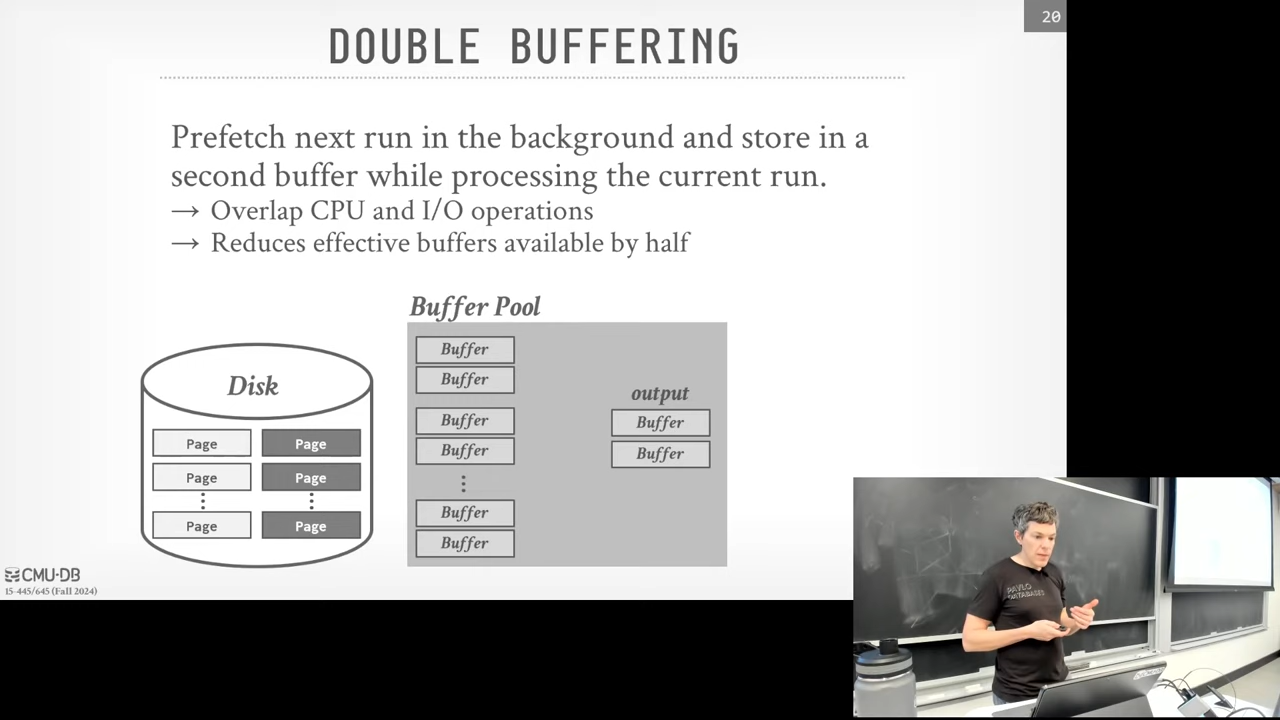 20
DOUBLE BUFFERING
Prefetch next run in the background and store in a
second buffer while processing the current run.
→ Overlap CPU and I/O operations
→ Reduces effective buffers available by half
Buffer Pool
Disk
Page Page
Page Page
⋮ ⋮
Page Page
Buffer
Buffer
Buffer
Buffer
⋮
Buffer
Buffer
output
Buffer
Buffer
CMU·DB
15-445/645 (Fall 2024)
PAVLO
DATABASES